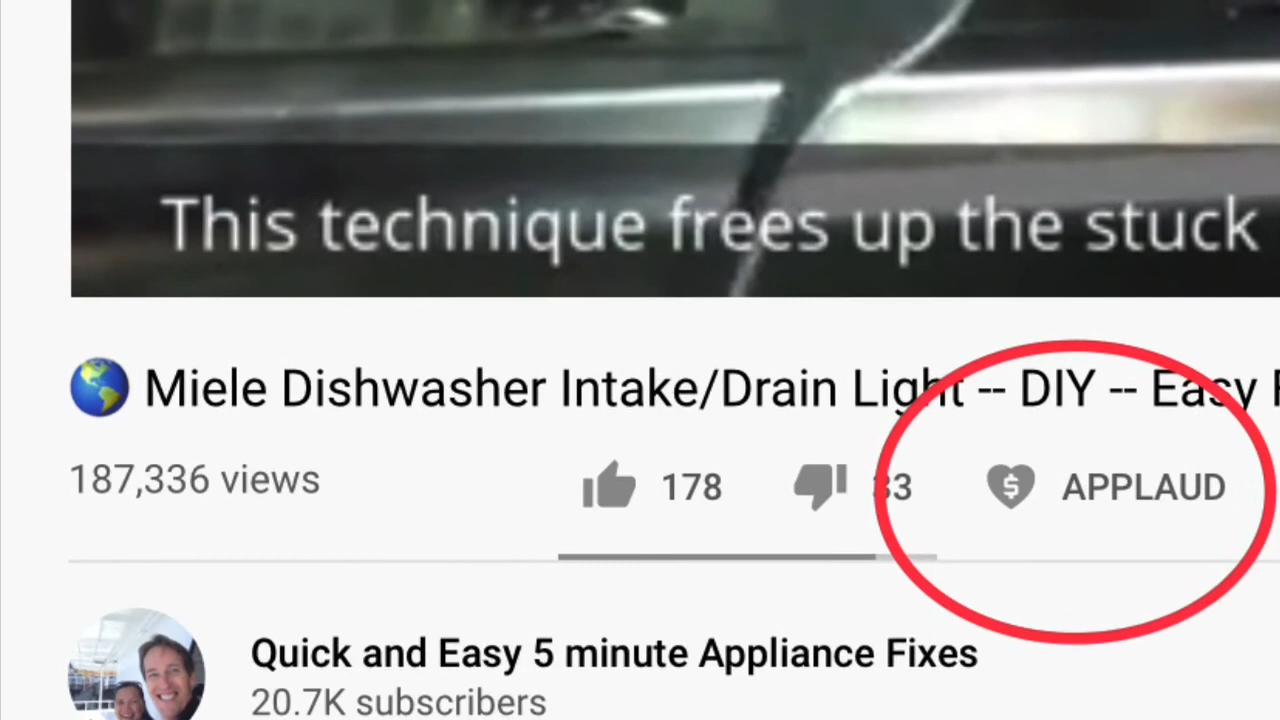 This technique frees up the stuck
Miele Dishwasher Intake/Drain Light -- DIY -- Easy
187,336 views 178 33 APPLAUD
Quick and Easy 5 minute Appliance Fixes
20.7K subscribers